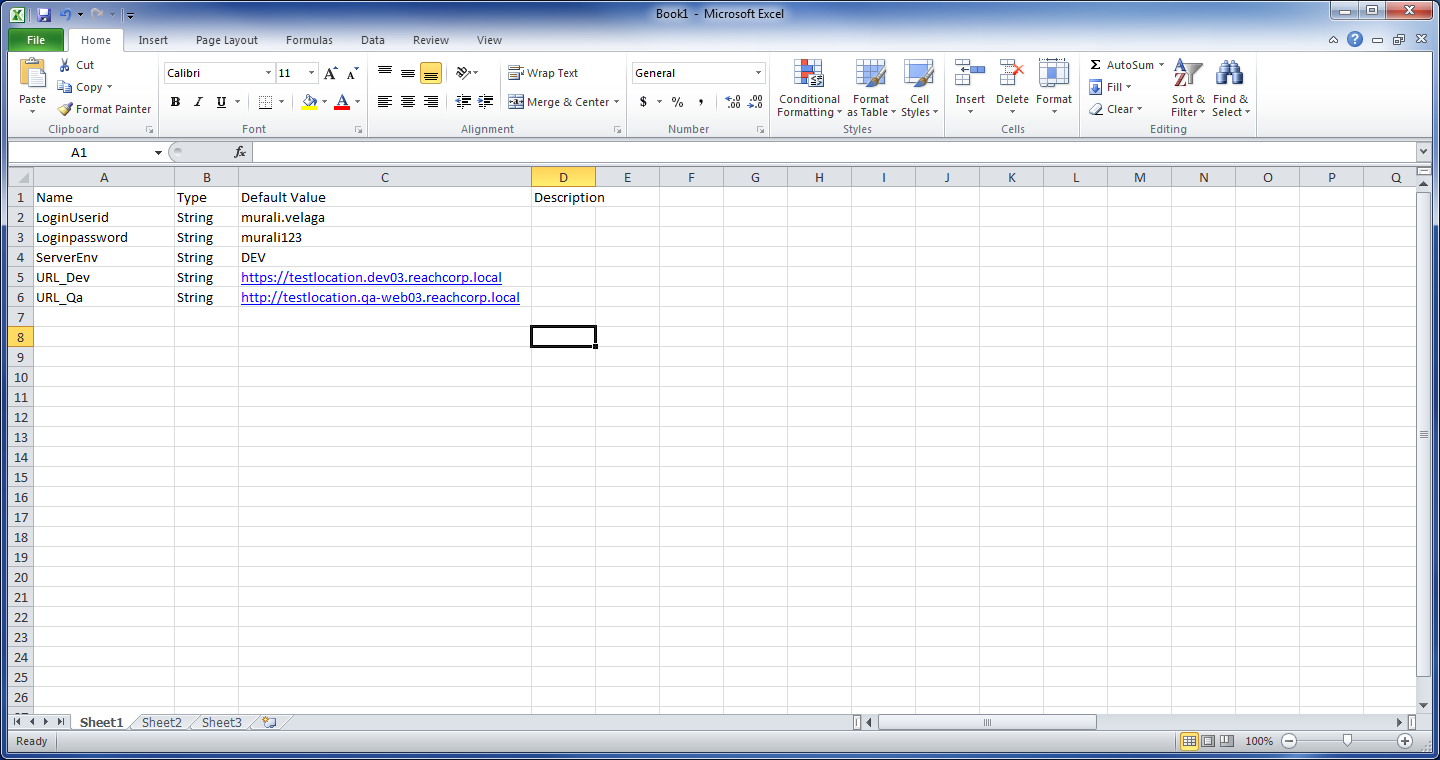 Book1 - Microsoft Excel
File Home Insert Page Layout Formulas Data Review View
Paste
Cut
Copy
Format Painter
Clipboard
Calibri 11
B I U
Font
Wrap Text
Merge & Center
Alignment
General
$ % ,
Number
Conditional Formatting
Format as Table
Cell Styles
Styles
Insert
Delete
Format
Cells
Σ AutoSum
Fill
Clear
Sort & Filter
Find & Select
Editing
A1 fx
A B C D E F G H I J K L M N O P Q
1 Name Type Default Value Description
2 LoginUserid String murali.velaga
3 Loginpassword String murali123
4 ServerEnv String DEV
5 URL_Dev String https://testlocation.dev03.reachcorp.local
6 URL_Qa String http://testlocation.qa-web03.reachcorp.local
7
8
9
10
11
12
13
14
15
16
17
18
19
20
21
22
23
24
25
26
Sheet1 Sheet2 Sheet3
Ready 100%